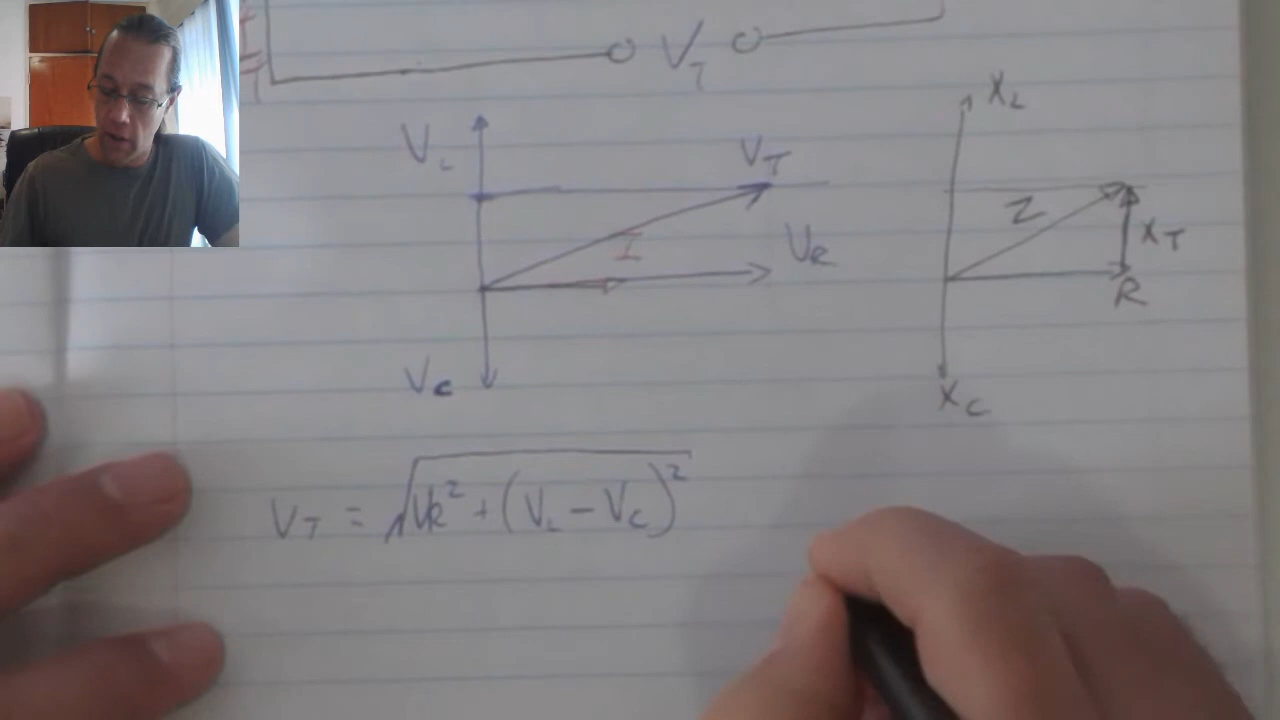 V_T
X_L
V_L
V_T
Z
X_T
I
V_R
R
V_C
X_C
V_T = √(V_R² + (V_L - V_C)²)